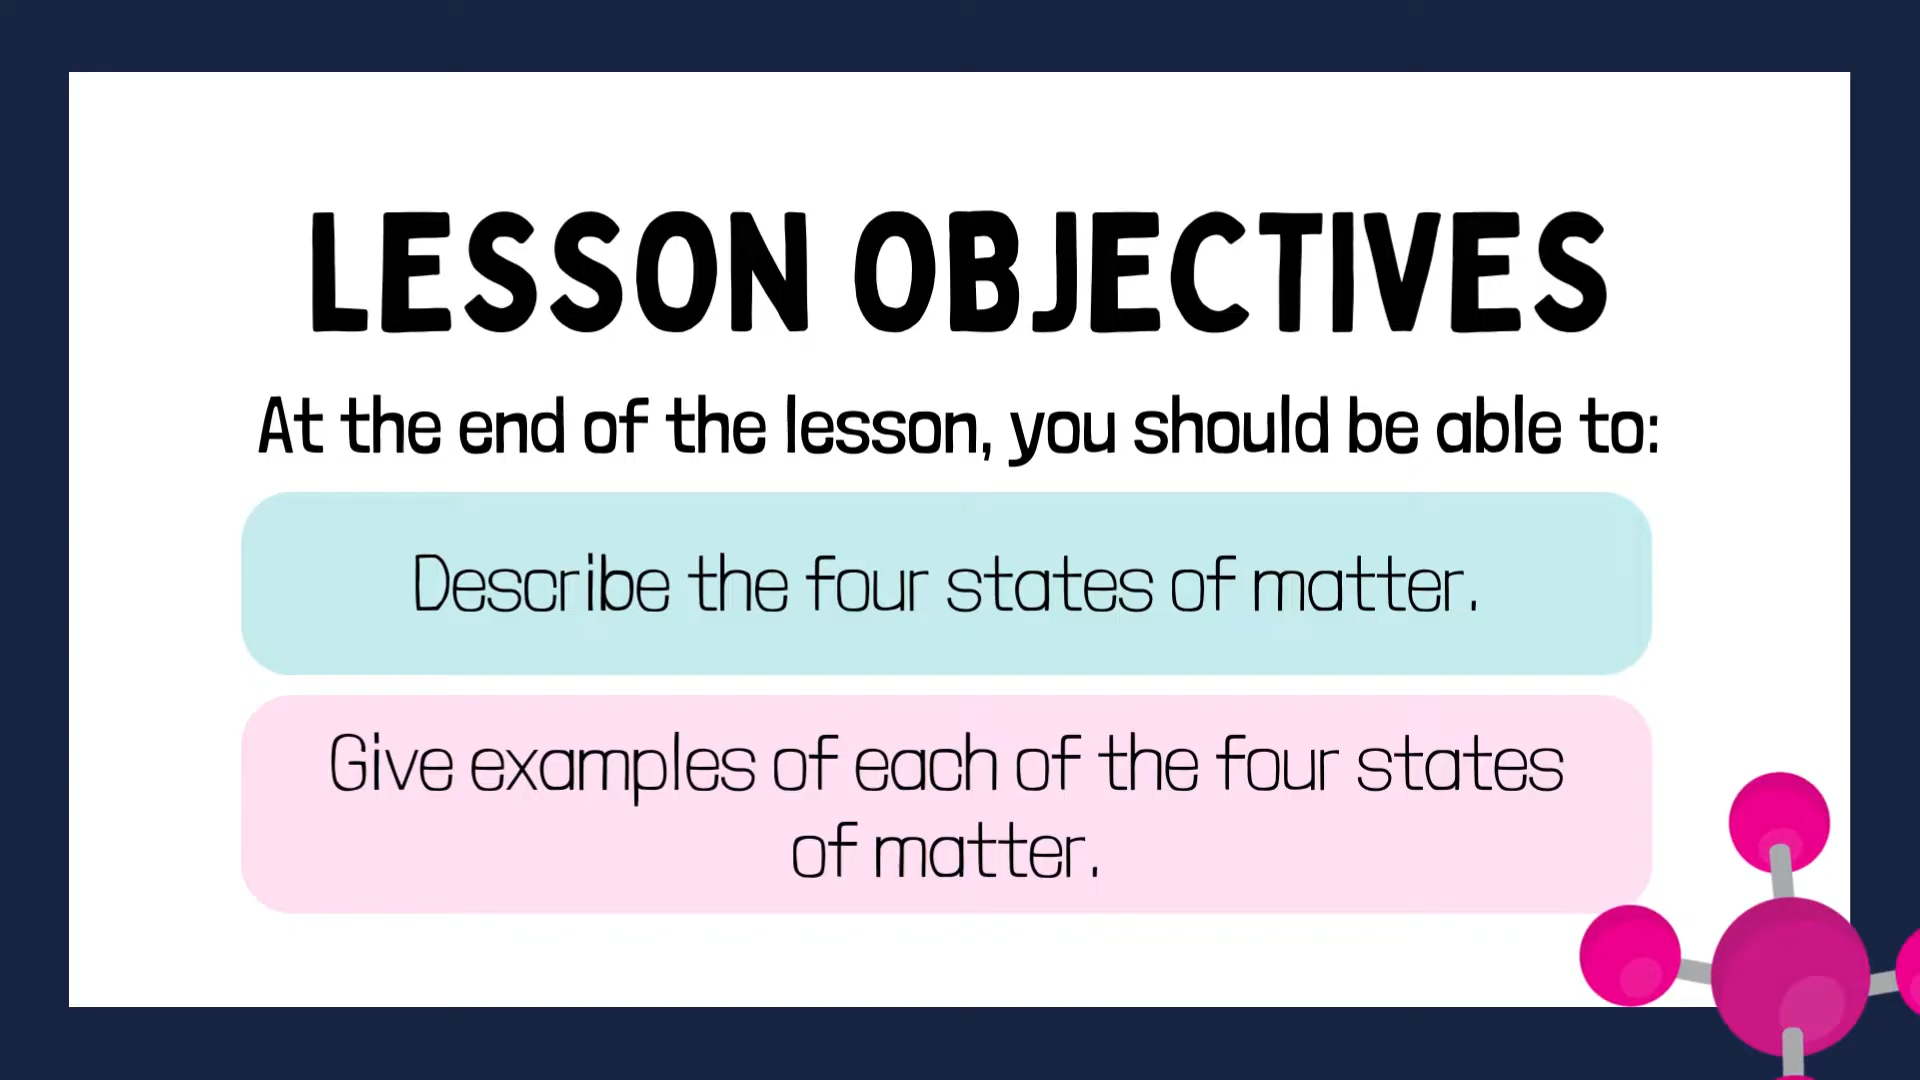 LESSON OBJECTIVES
At the end of the lesson, you should be able to:
Describe the four states of matter.
Give examples of each of the four states
of matter.